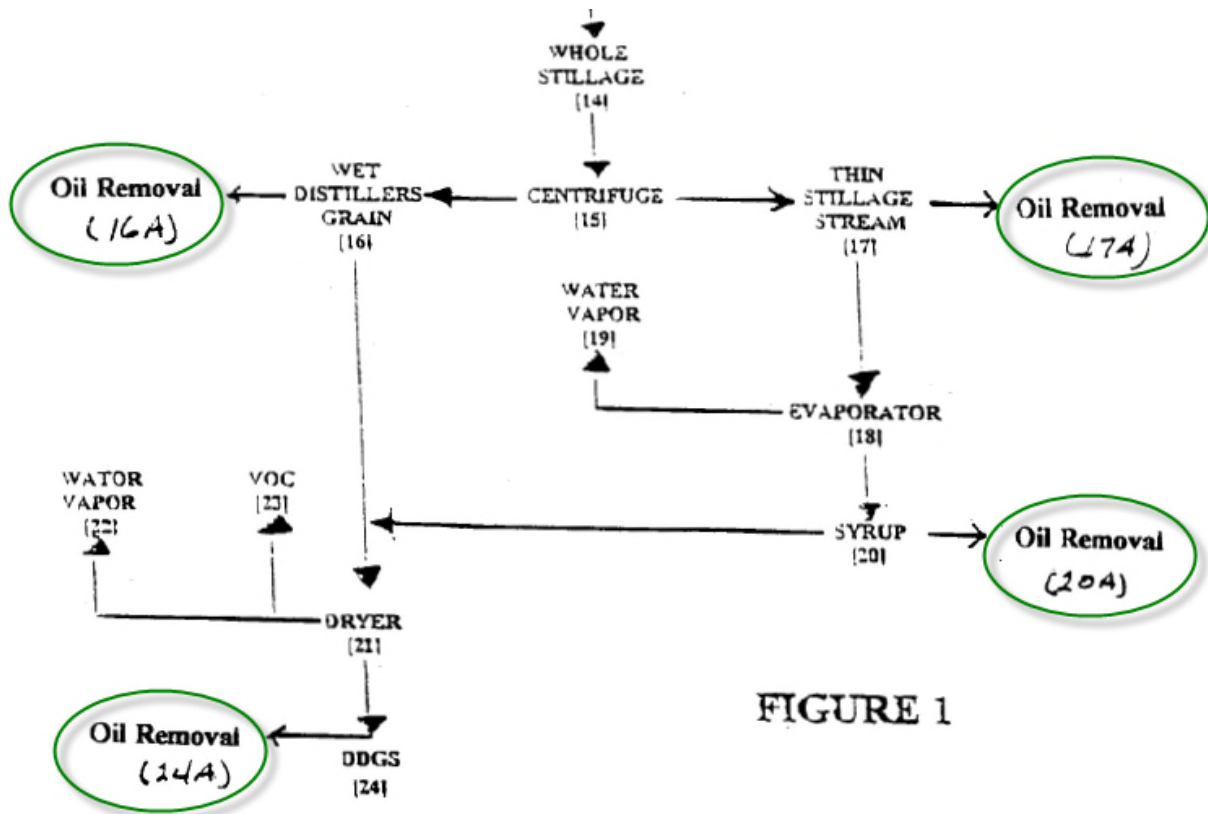 WHOLE
STILLAGE
[14]
Oil Removal
(16A)
WET
DISTILLERS
GRAIN
[16]
CENTRIFUGE
[15]
THIN
STILLAGE
STREAM
[17]
Oil Removal
(17A)
WATER
VAPOR
[19]
EVAPORATOR
[18]
WATOR
VAPOR
[22]
VOC
[23]
SYRUP
[20]
Oil Removal
(20A)
DRYER
[21]
Oil Removal
(24A)
DDGS
[24]
FIGURE 1